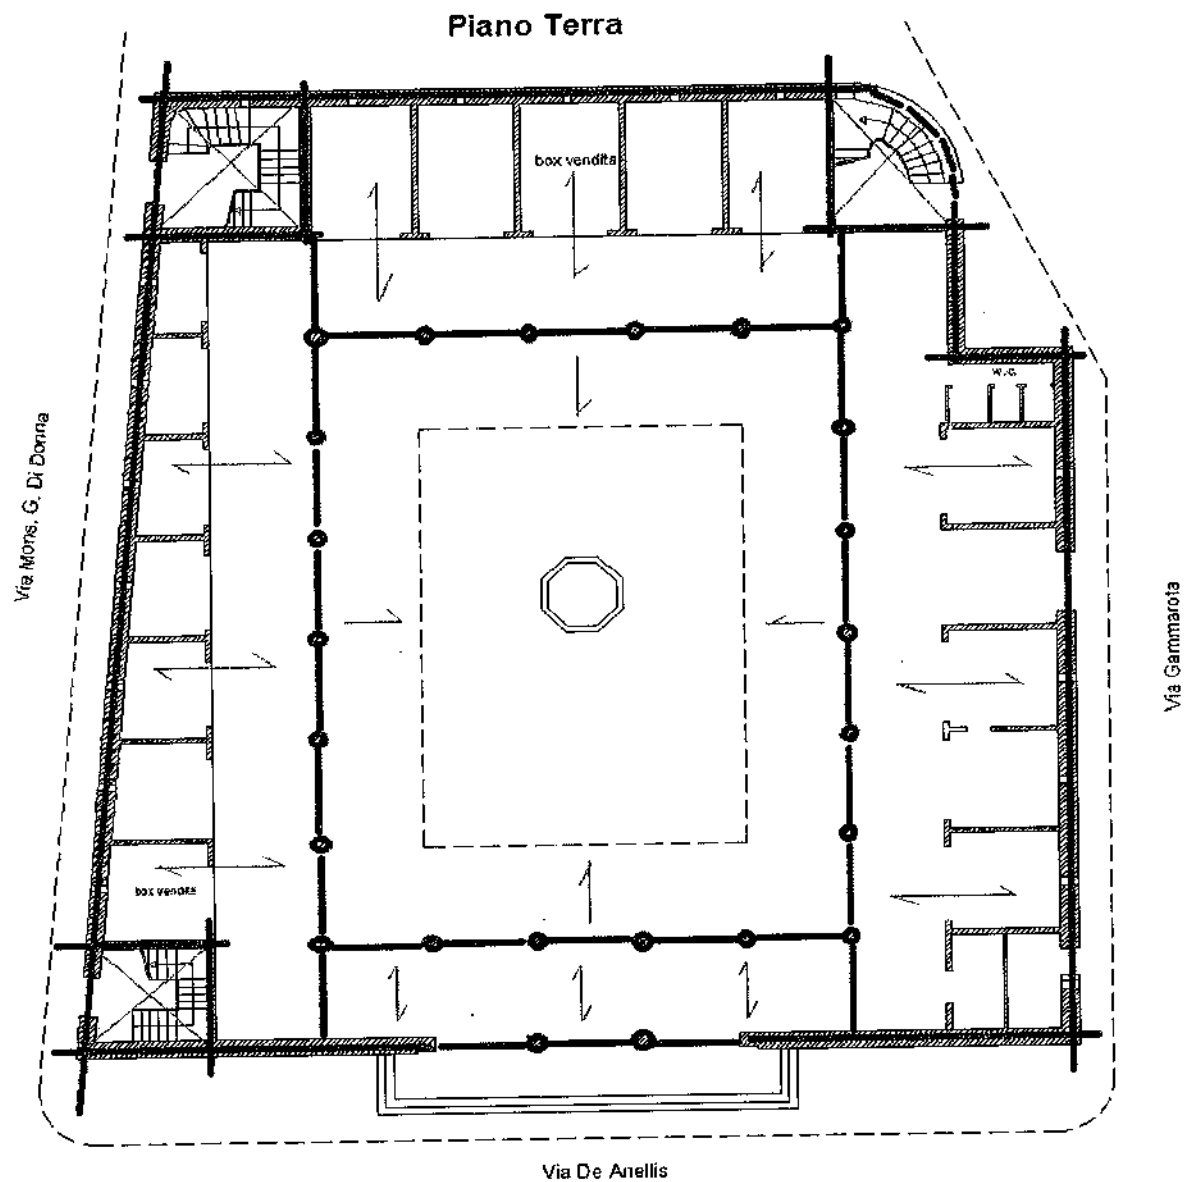 Piano Terra
box vendita
w.c.
Via Mons. G. Di Donna
Via Gammarota
box vendita
Via De Anellis